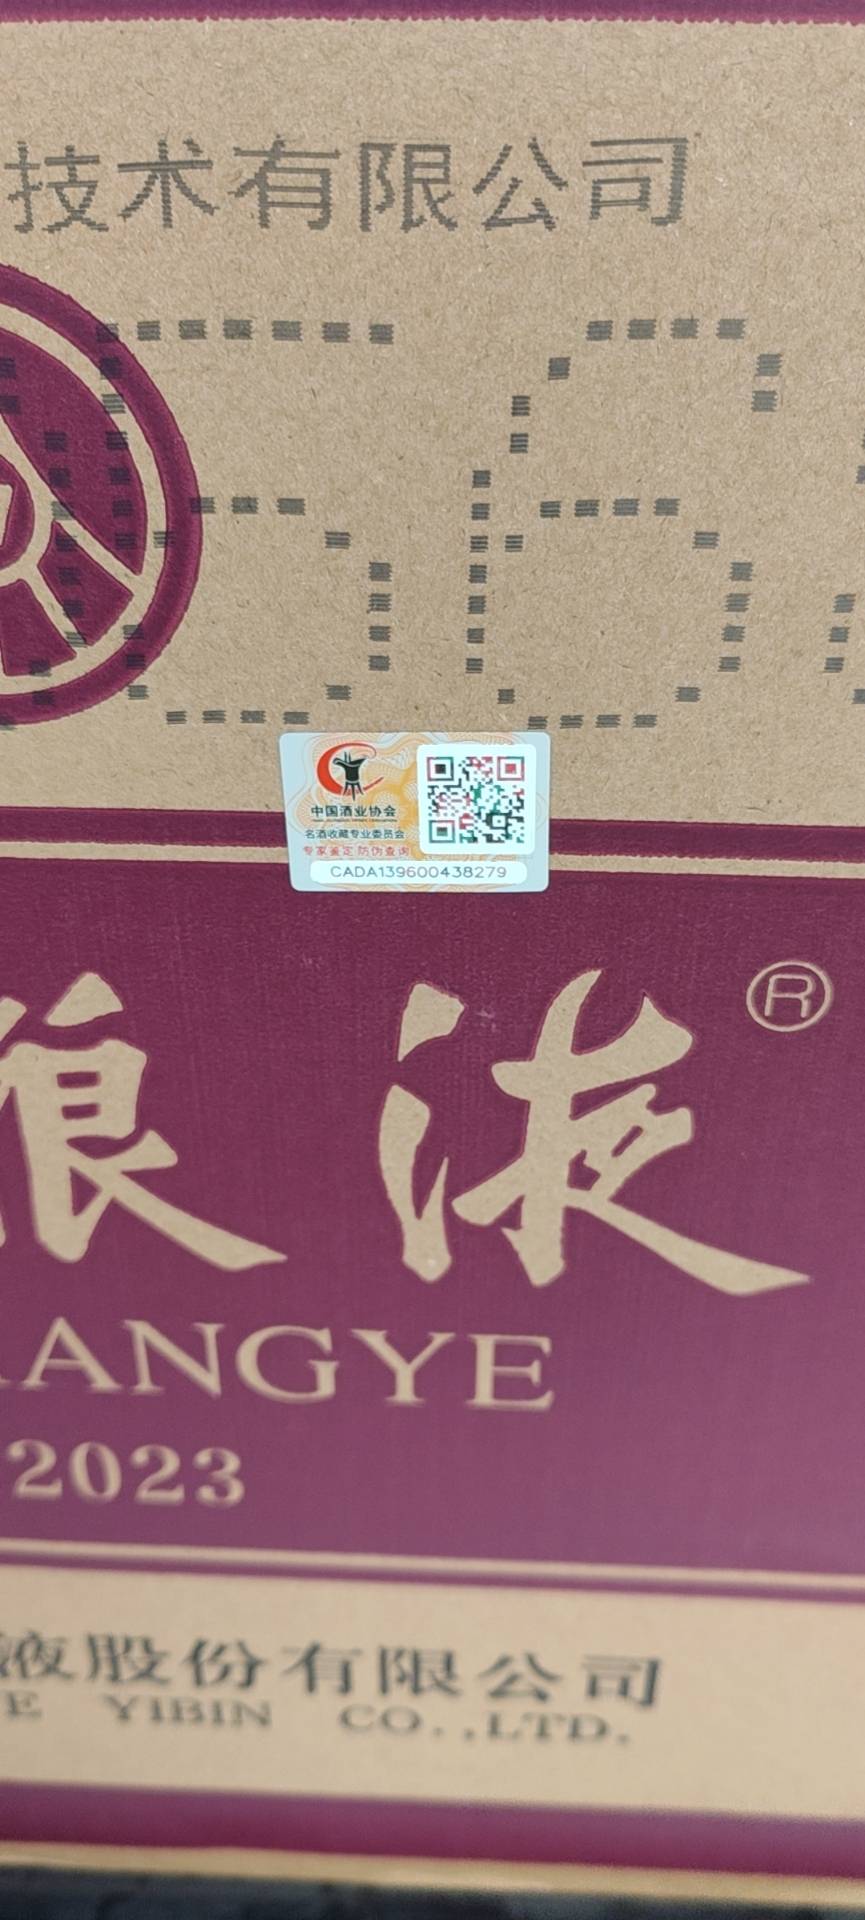 技术有限公司
56
中国酒业协会
名酒收藏专业委员会
专家鉴定 防伪查询
CADA139600438279
粮液®
ANGYE
2023
液股份有限公司
E YIBIN CO.,LTD.